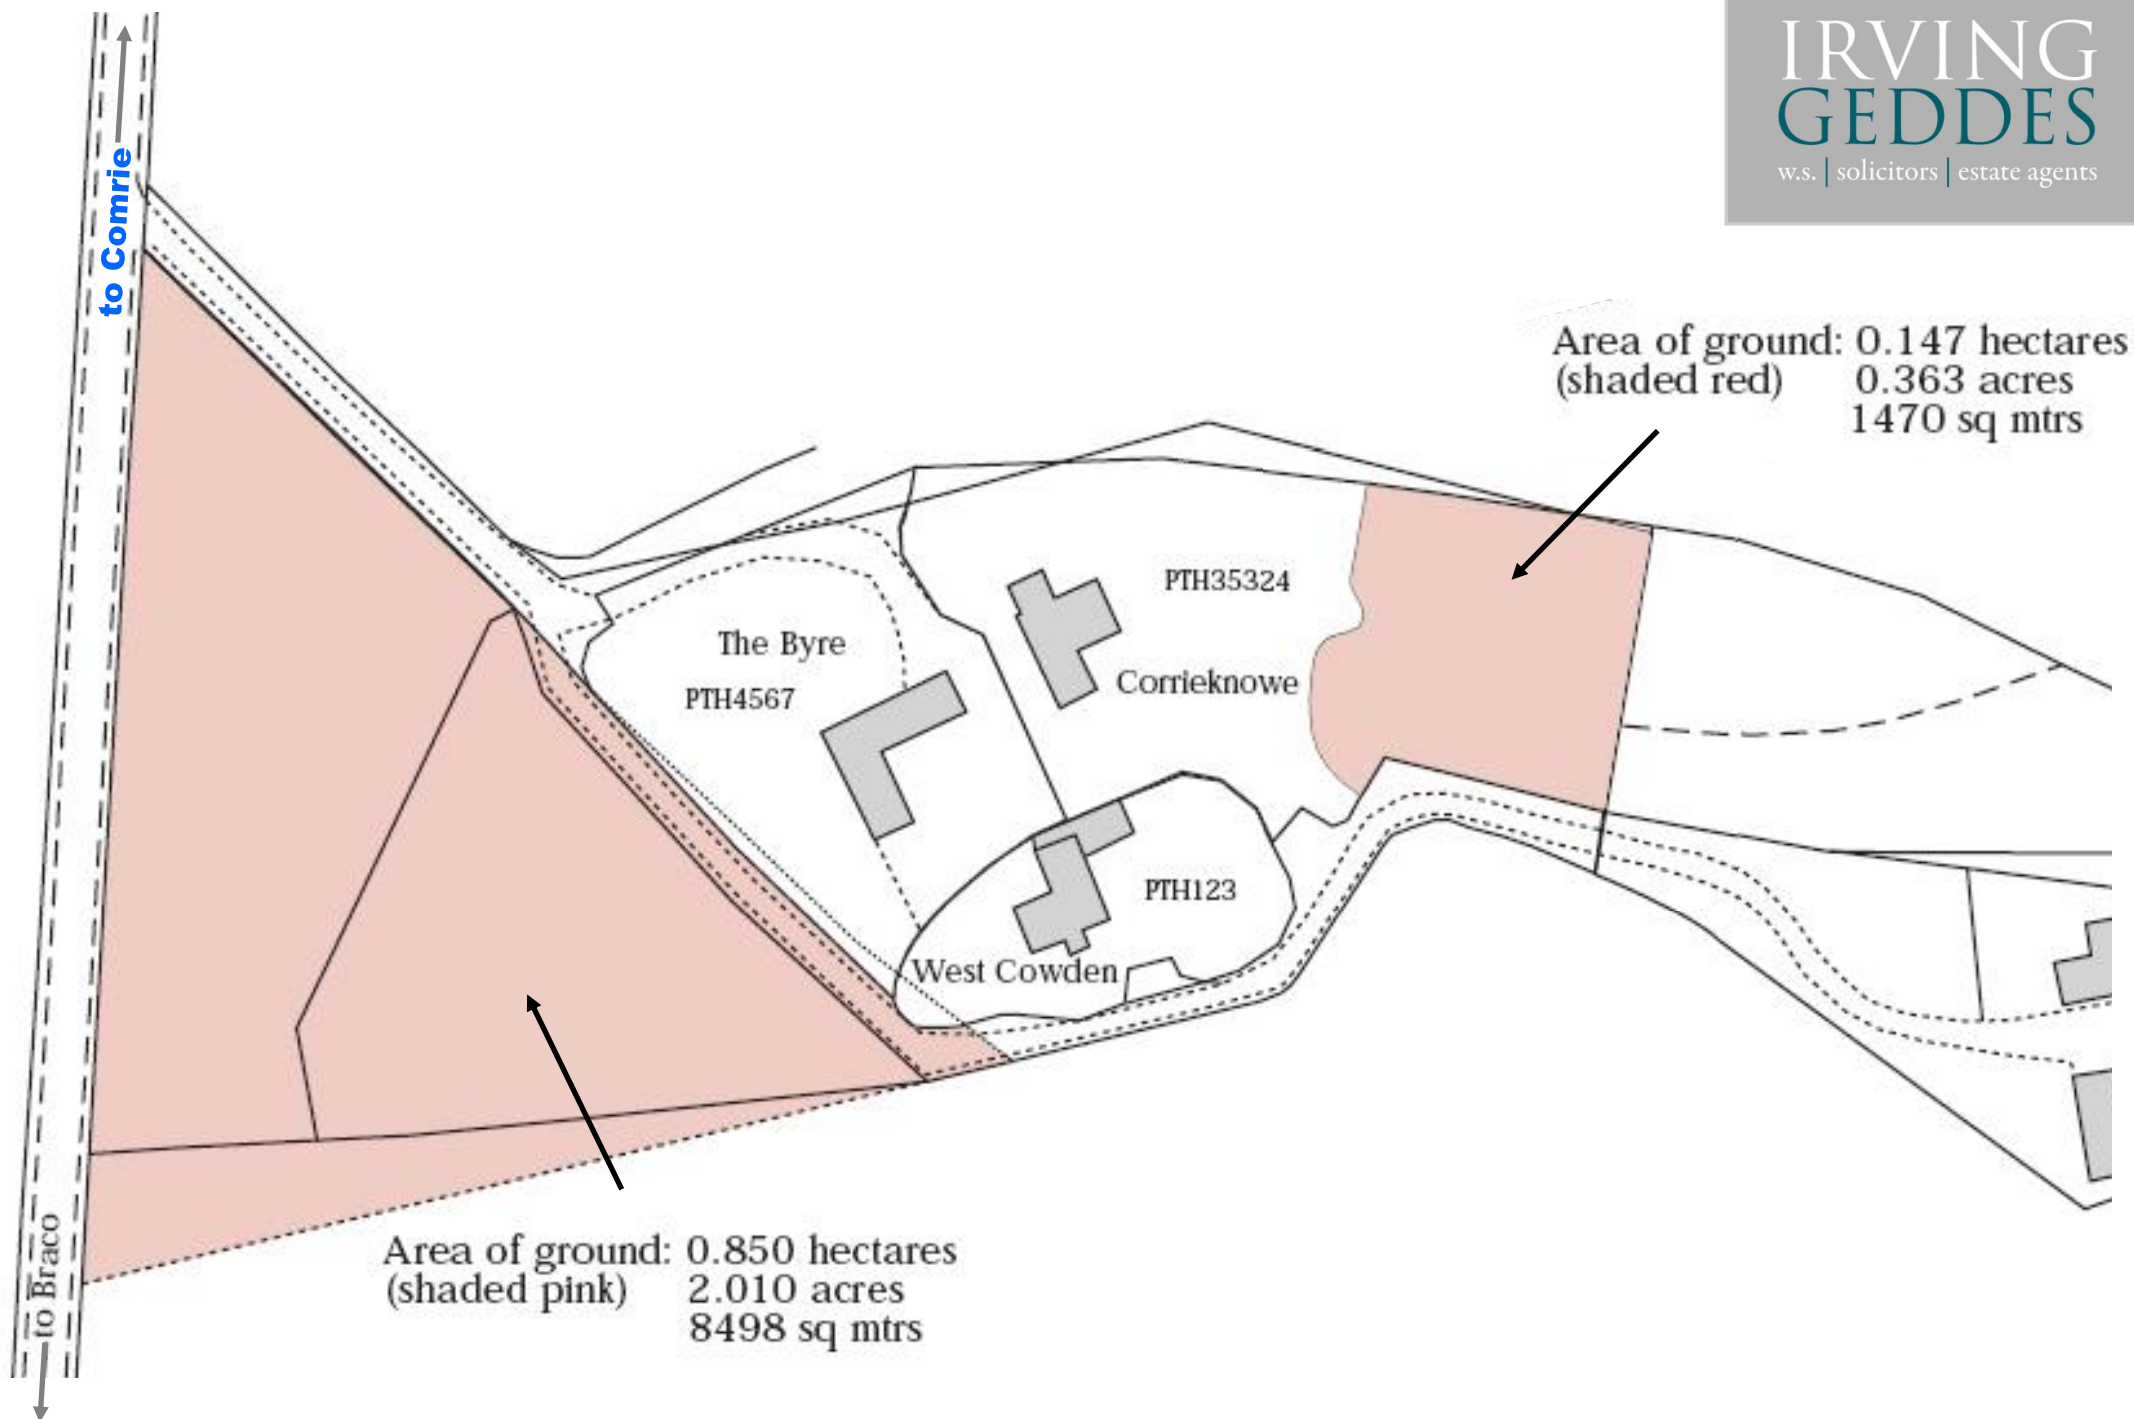 IRVING
GEDDES
w.s. | solicitors | estate agents
to Comrie
Area of ground: 0.147 hectares
(shaded red) 0.363 acres
1470 sq mtrs
PTH35324
The Byre
Corrieknowe
PTH4567
PTH123
West Cowden
to Braco
Area of ground: 0.850 hectares
(shaded pink) 2.010 acres
8498 sq mtrs